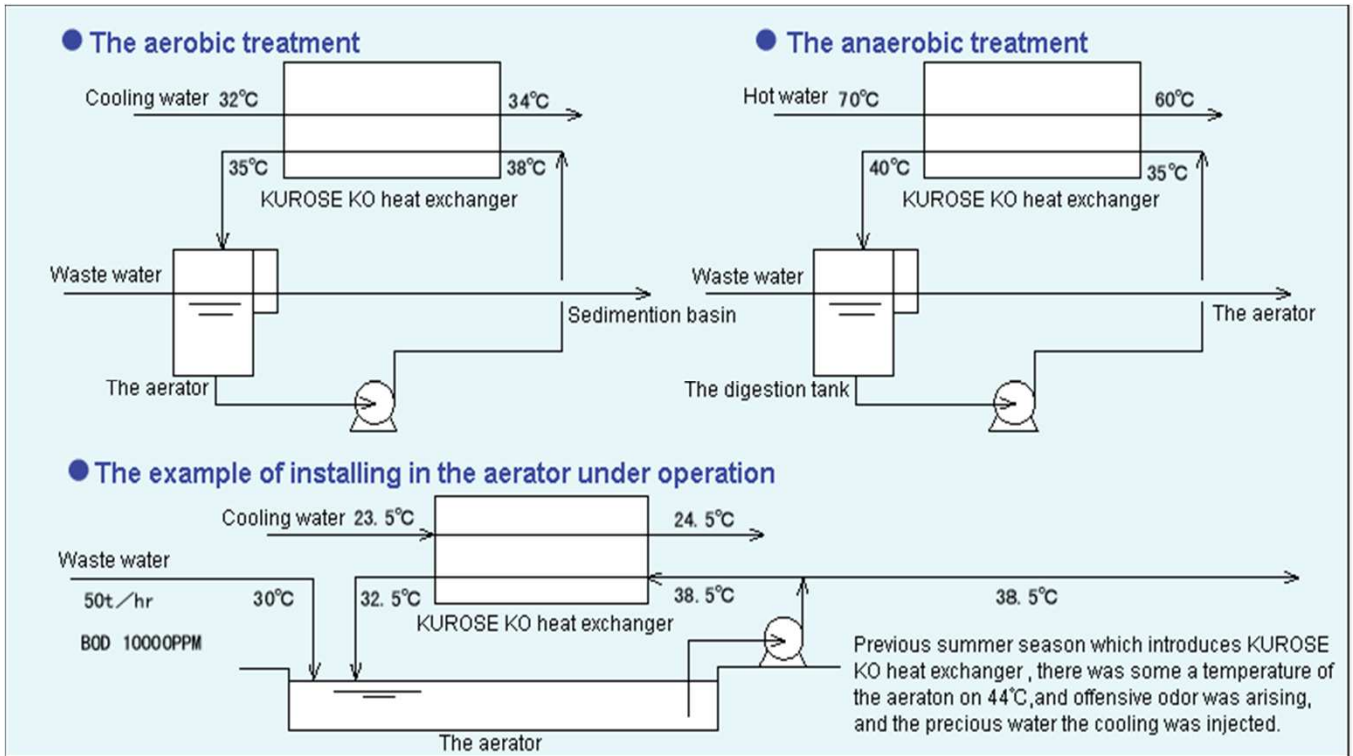 ● The aerobic treatment
Cooling water 32℃
34℃
35℃
38℃
KUROSE KO heat exchanger
Waste water
Sedimention basin
The aerator
● The anaerobic treatment
Hot water 70℃
60℃
40℃
35℃
KUROSE KO heat exchanger
Waste water
The aerator
The digestion tank
● The example of installing in the aerator under operation
Cooling water 23. 5℃
24. 5℃
Waste water
50t/hr
30℃
32. 5℃
38. 5℃
38. 5℃
BOD 10000PPM
KUROSE KO heat exchanger
The aerator
Previous summer season which introduces KUROSE
KO heat exchanger , there was some a temperature of
the aeraton on 44℃,and offensive odor was arising,
and the precious water the cooling was injected.